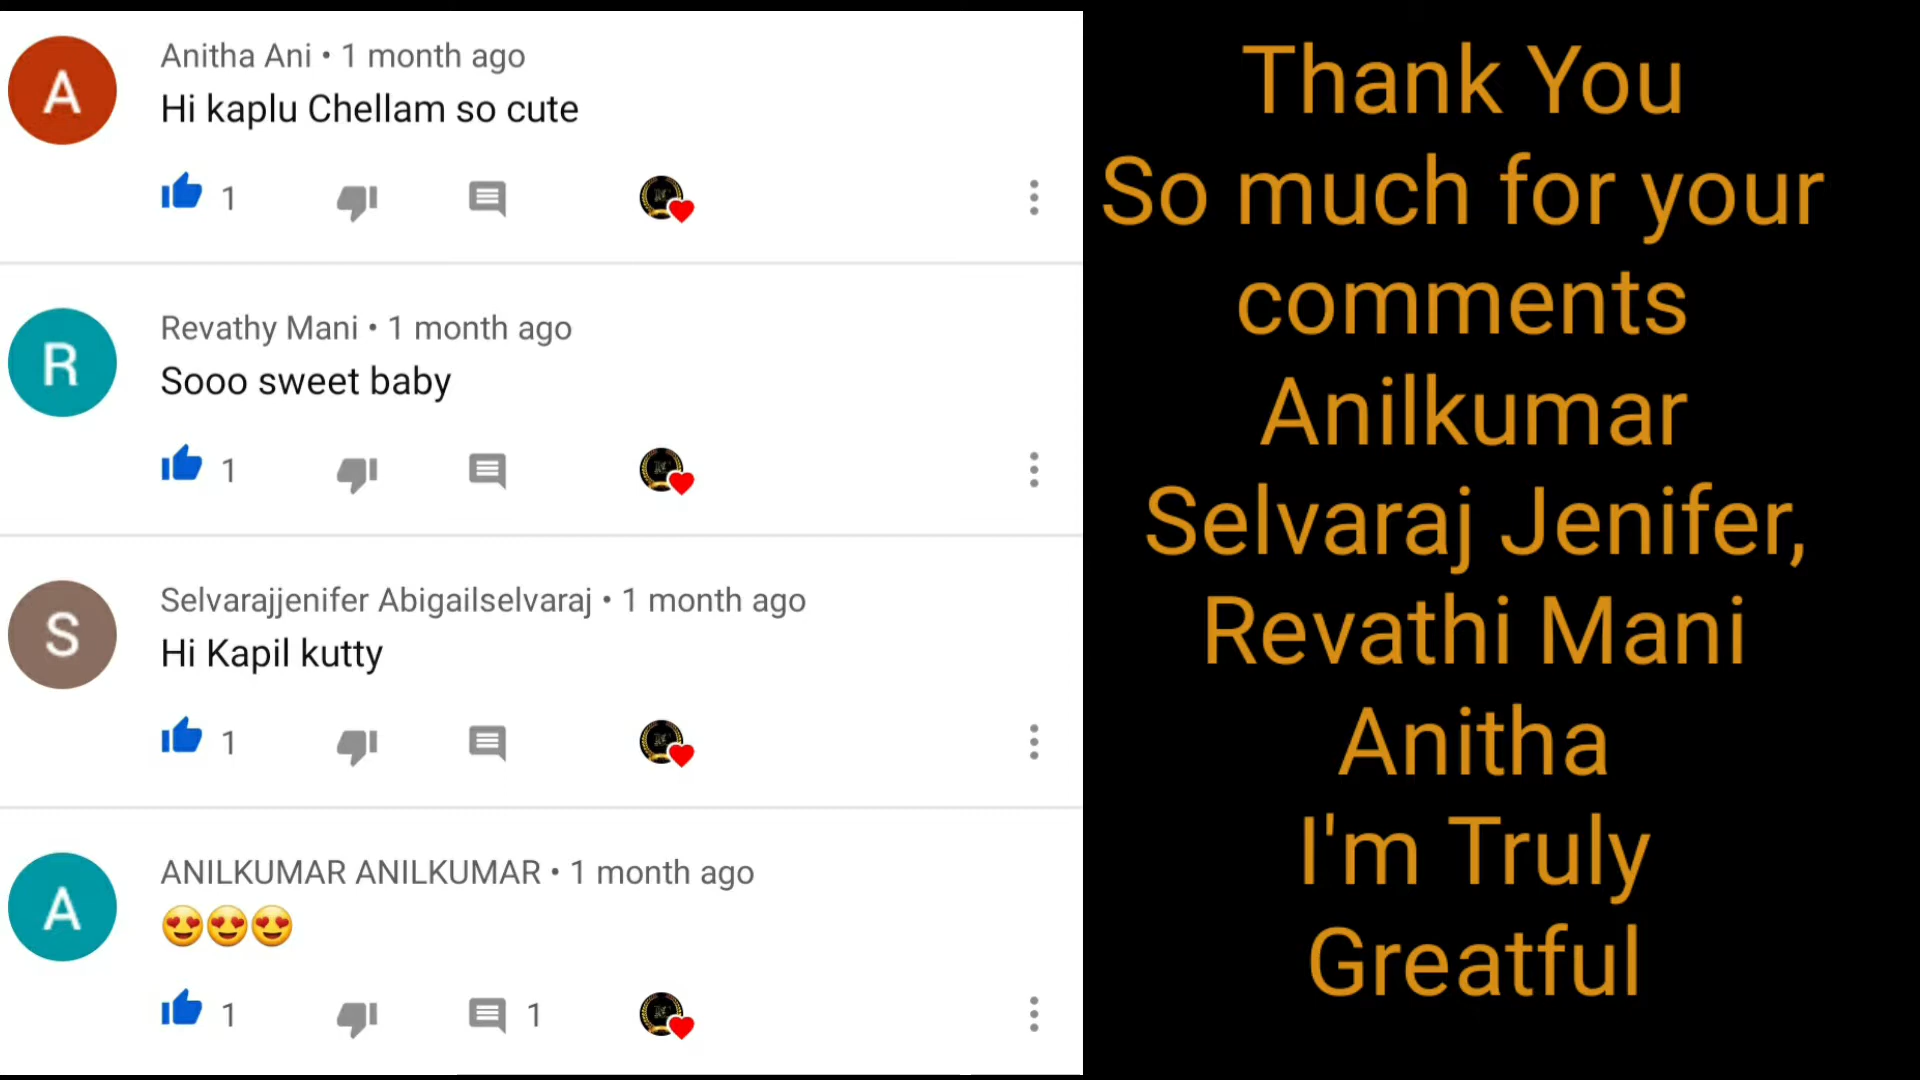 A
Anitha Ani • 1 month ago
Hi kaplu Chellam so cute
1
R
Revathy Mani • 1 month ago
Sooo sweet baby
1
S
Selvarajjenifer Abigailselvaraj • 1 month ago
Hi Kapil kutty
1
A
ANILKUMAR ANILKUMAR • 1 month ago
😍😍😍
1 1
Thank You
So much for your
comments
Anilkumar
Selvaraj Jenifer,
Revathi Mani
Anitha
I'm Truly
Greatful